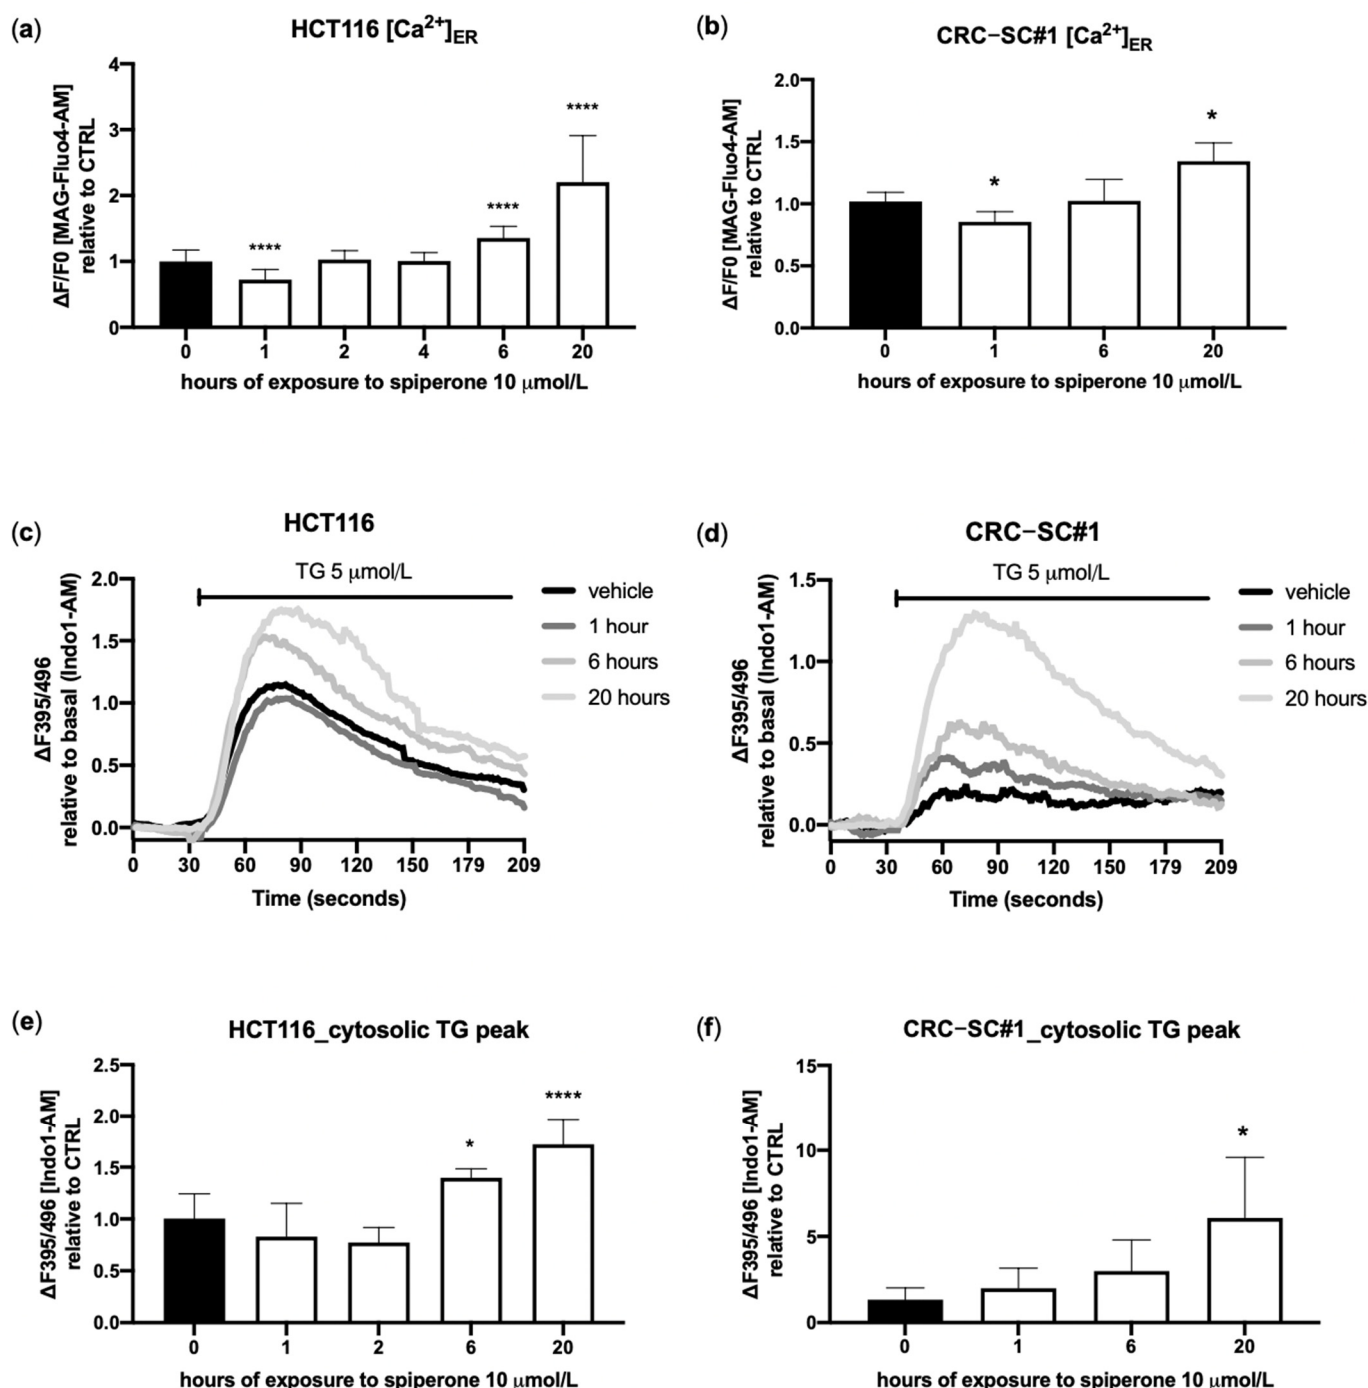 (a)
HCT116 [Ca2+]ER
ΔF/F0 [MAG-Fluo4-AM]
relative to CTRL
4
3
2
1
0
****
****
****
0 1 2 4 6 20
hours of exposure to spiperone 10 μmol/L
(b)
CRC−SC#1 [Ca2+]ER
ΔF/F0 [MAG-Fluo4-AM]
relative to CTRL
2.0
1.5
1.0
0.5
0.0
*
*
0 1 6 20
hours of exposure to spiperone 10 μmol/L
(c)
HCT116
TG 5 μmol/L
ΔF395/496
relative to basal (Indo1-AM)
2.0
1.5
1.0
0.5
0.0
0 30 60 90 120 150 179 209
Time (seconds)
vehicle
1 hour
6 hours
20 hours
(d)
CRC−SC#1
TG 5 μmol/L
ΔF395/496
relative to basal (Indo1-AM)
1.5
1.0
0.5
0.0
0 30 60 90 120 150 179 209
Time (seconds)
vehicle
1 hour
6 hours
20 hours
(e)
HCT116_cytosolic TG peak
ΔF395/496 [Indo1-AM]
relative to CTRL
2.5
2.0
1.5
1.0
0.5
0.0
*
****
0 1 2 6 20
hours of exposure to spiperone 10 μmol/L
(f)
CRC−SC#1_cytosolic TG peak
ΔF395/496 [Indo1-AM]
relative to CTRL
15
10
5
0
*
0 1 6 20
hours of exposure to spiperone 10 μmol/L